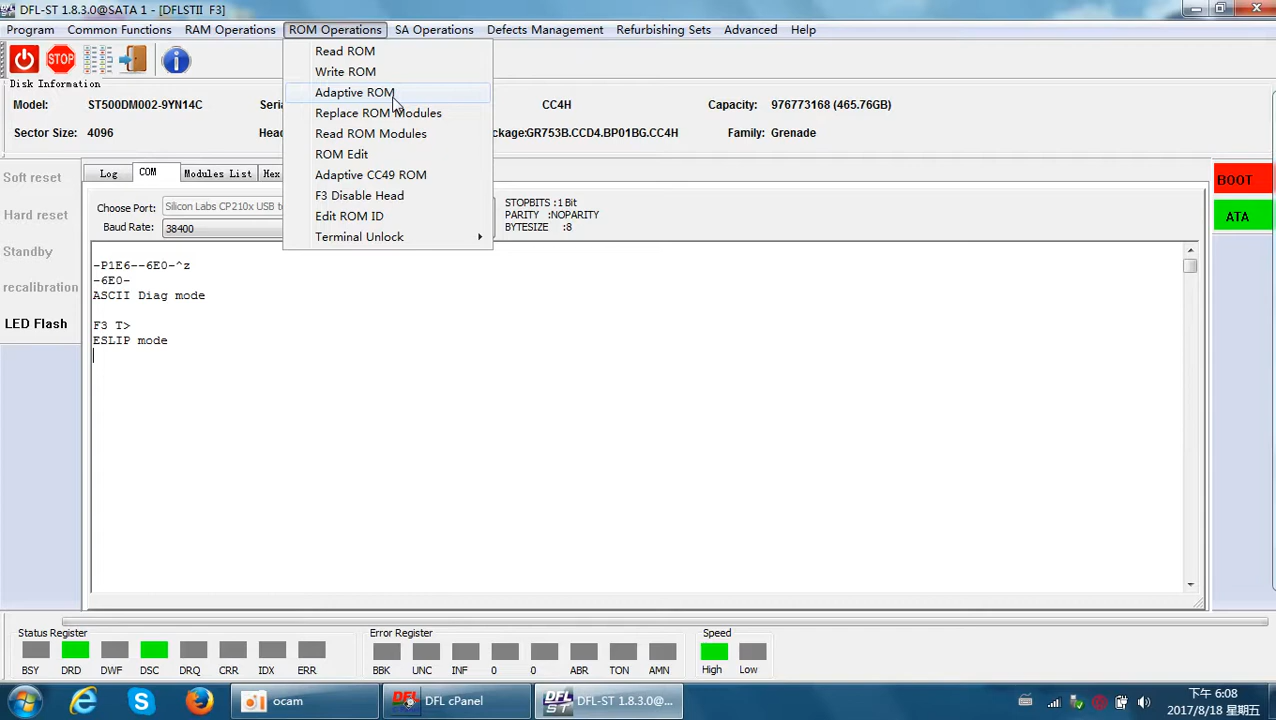 DFL-ST 1.8.3.0@SATA 1 - [DFLSTII F3]
Program Common Functions RAM Operations ROM Operations SA Operations Defects Management Refurbishing Sets Advanced Help
STOP
Disk Information
Model: ST500DM002-9YN14C CC4H Capacity: 976773168 (465.76GB)
Sector Size: 4096 GR753B.CCD4.BP01BG.CC4H Family: Grenade
Read ROM
Write ROM
Adaptive ROM
Replace ROM Modules
Read ROM Modules
ROM Edit
Adaptive CC49 ROM
F3 Disable Head
Edit ROM ID
Terminal Unlock
Soft reset
Hard reset
Standby
recalibration
LED Flash
Log COM Modules List Hex
Choose Port: Silicon Labs CP210x USB to
Baud Rate: 38400
STOPBITS :1 Bit
PARITY :NOPARITY
BYTESIZE :8
BOOT
ATA
-P1E6--6E0-^z
-6E0-
ASCII Diag mode
F3 T>
ESLIP mode
Status Register Error Register Speed
BSY DRD DWF DSC DRQ CRR IDX ERR BBK UNC INF 0 0 ABR TON AMN High Low
ocam DFL cPanel DFL-ST 1.8.3.0@...
下午 6:08
2017/8/18 星期五